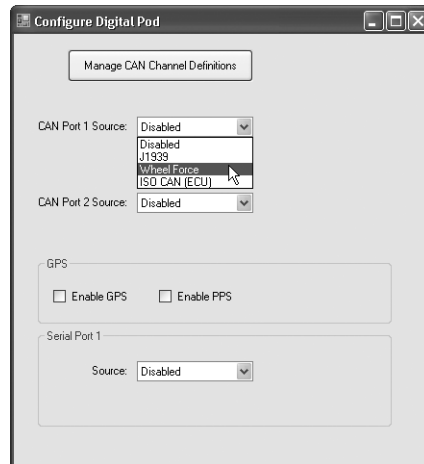 Configure Digital Pod
Manage CAN Channel Definitions
CAN Port 1 Source: Disabled
Disabled
J1939
Wheel Force
ISO CAN (ECU)
CAN Port 2 Source: Disabled
GPS
Enable GPS Enable PPS
Serial Port 1
Source: Disabled